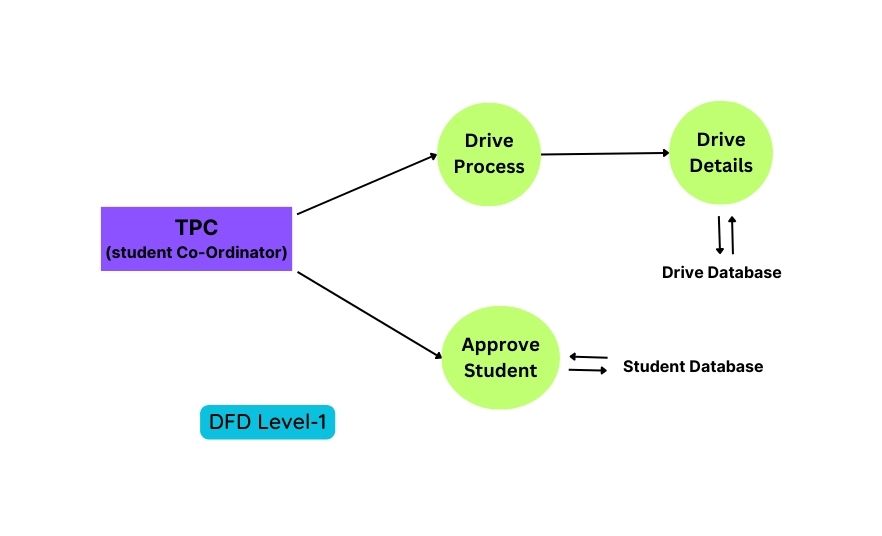 Drive
Process
Drive
Details
TPC
(student Co-Ordinator)
Drive Database
Approve
Student
Student Database
DFD Level-1